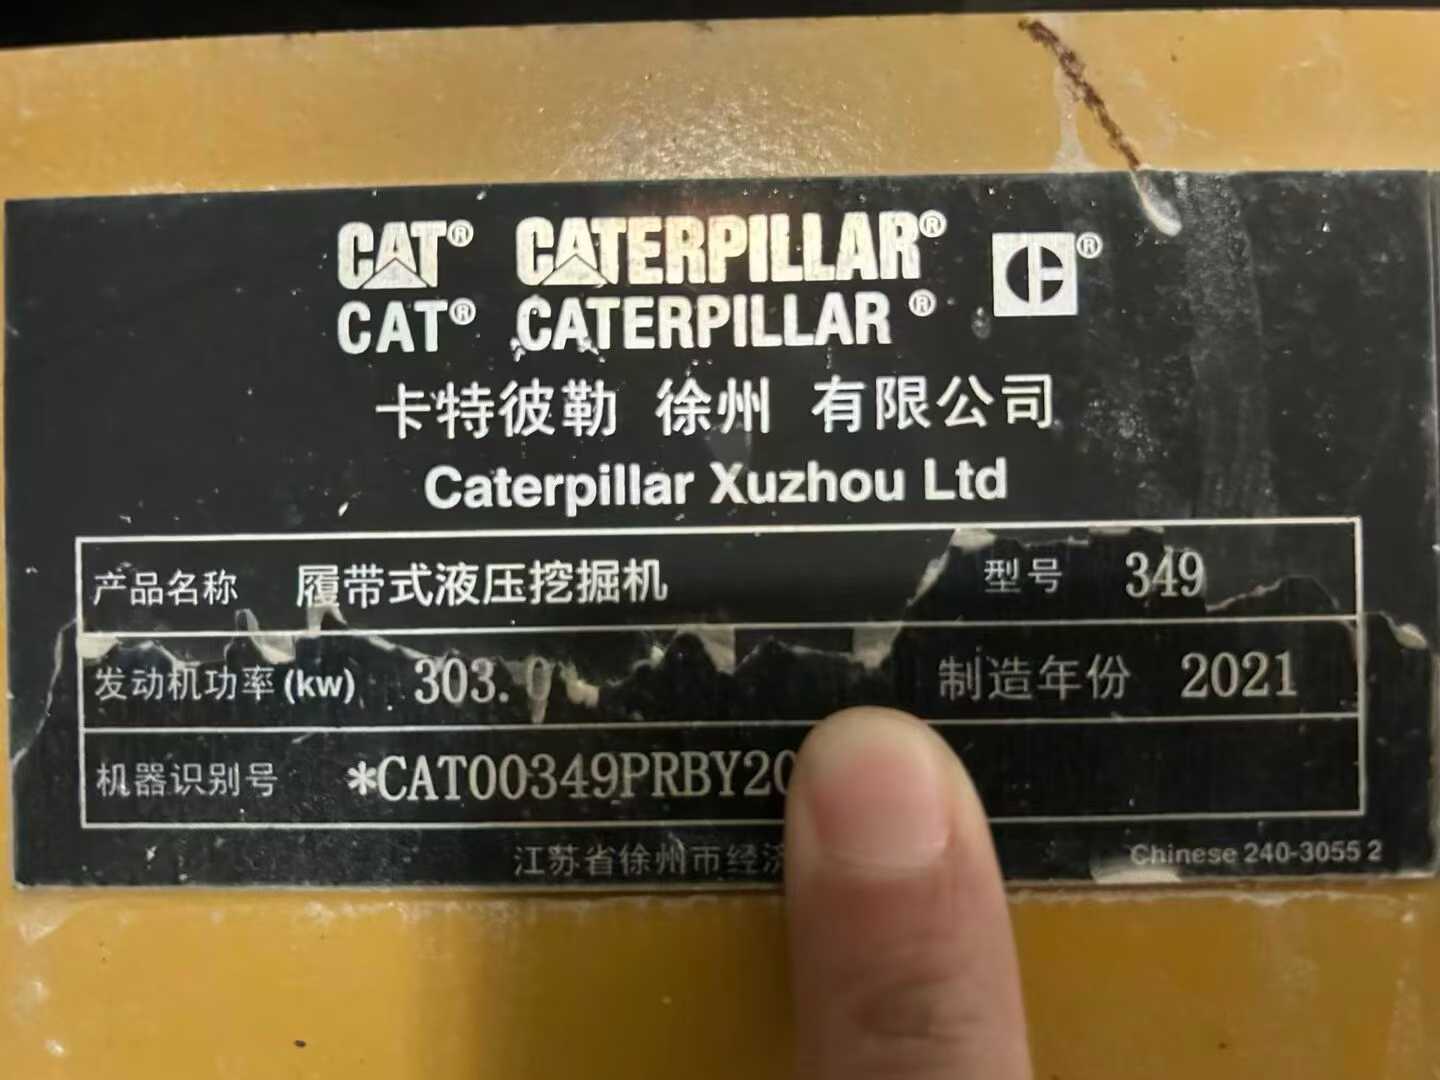 CAT® CATERPILLAR® ®
CAT® CATERPILLAR®
卡特彼勒 徐州 有限公司
Caterpillar Xuzhou Ltd
产品名称 履带式液压挖掘机 型号 349
发动机功率(kw) 303.0 制造年份 2021
机器识别号 *CAT00349PRBY20
江苏省徐州市经济 Chinese 240-3055 2